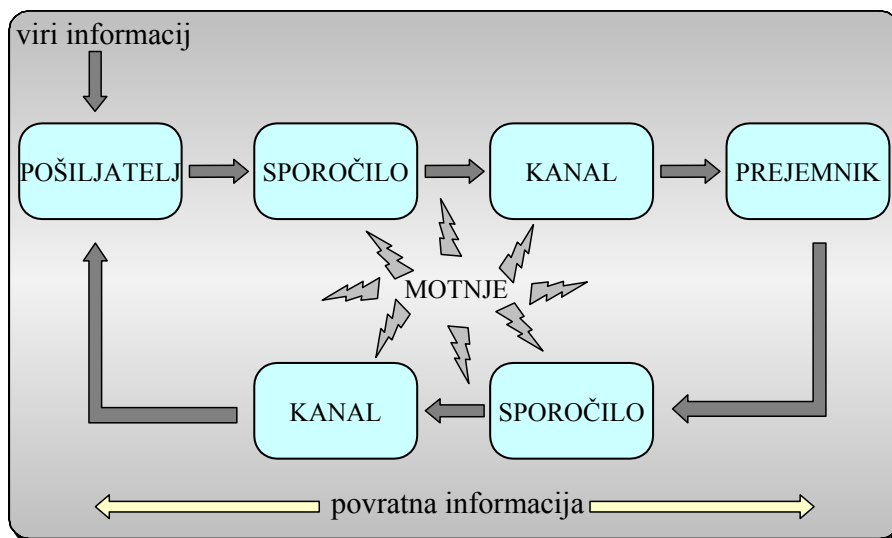 viri informacij
POŠILJATELJ
SPOROČILO
KANAL
PREJEMNIK
MOTNJE
KANAL
SPOROČILO
povratna informacija